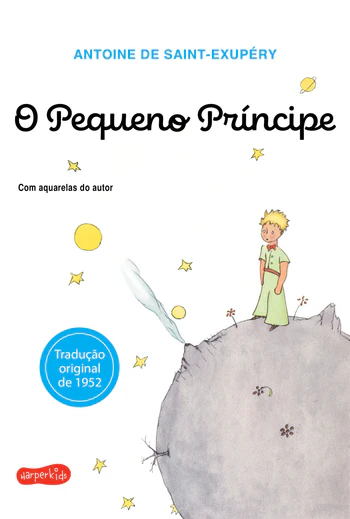 ANTOINE DE SAINT-EXUPÉRY
O Pequeno Príncipe
Com aquarelas do autor
Tradução
original
de 1952
harperkids